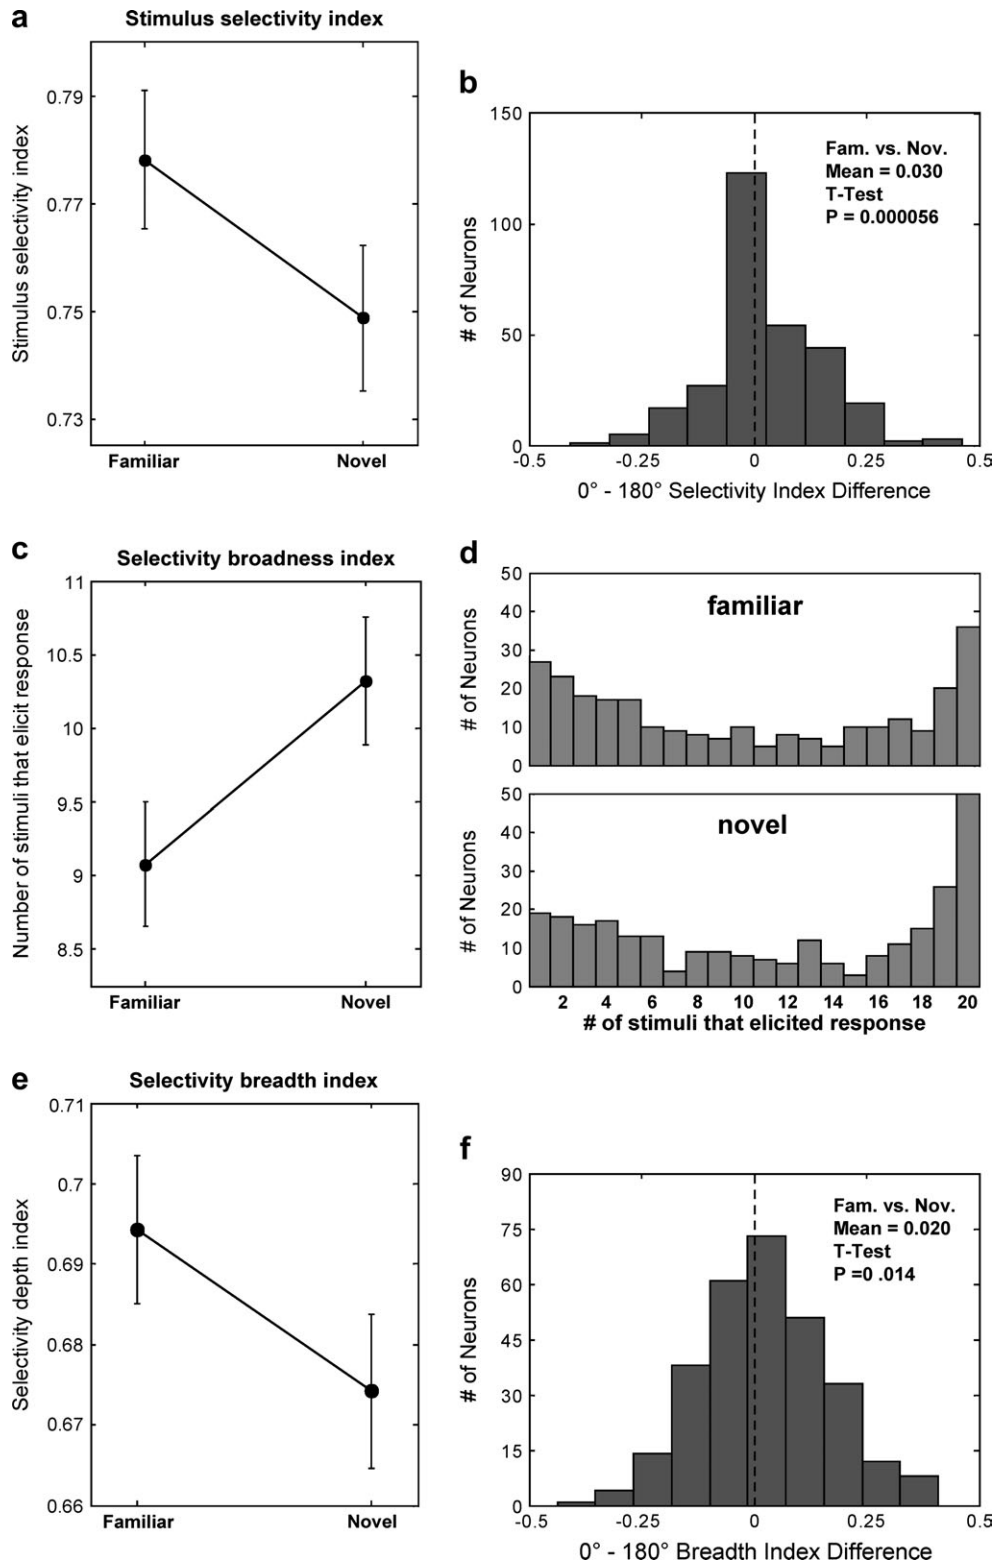 a
Stimulus selectivity index
Stimulus selectivity index
0.79
0.77
0.75
0.73
Familiar
Novel
b
# of Neurons
150
100
50
0
Fam. vs. Nov.
Mean = 0.030
T-Test
P = 0.000056
-0.5
-0.25
0
0.25
0.5
0° - 180° Selectivity Index Difference
c
Selectivity broadness index
Number of stimuli that elicit response
11
10.5
10
9.5
9
8.5
Familiar
Novel
d
# of Neurons
50
40
30
20
10
0
familiar
# of Neurons
50
40
30
20
10
0
novel
2
4
6
8
10
12
14
16
18
20
# of stimuli that elicited response
e
Selectivity breadth index
Selectivity depth index
0.71
0.7
0.69
0.68
0.67
0.66
Familiar
Novel
f
# of Neurons
90
75
60
45
30
15
0
Fam. vs. Nov.
Mean = 0.020
T-Test
P =0 .014
-0.5
-0.25
0
0.25
0.5
0° - 180° Breadth Index Difference